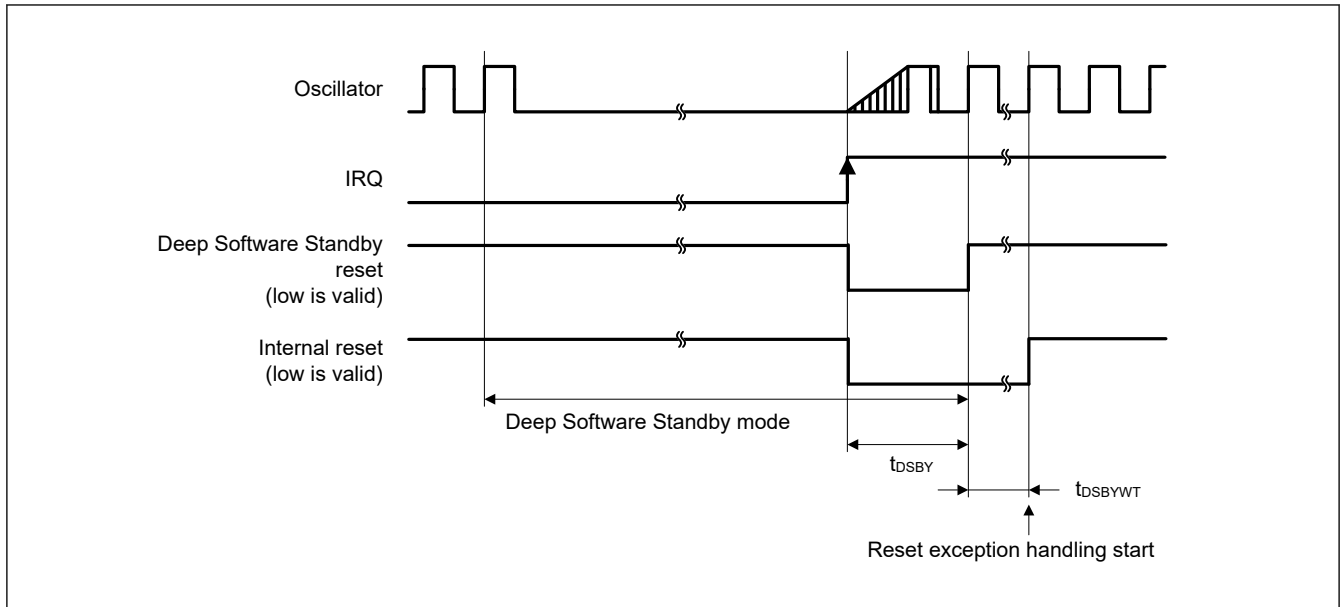 Oscillator
IRQ
Deep Software Standby
reset
(low is valid)
Internal reset
(low is valid)
Deep Software Standby mode
tDSBY
tDSBYWT
Reset exception handling start